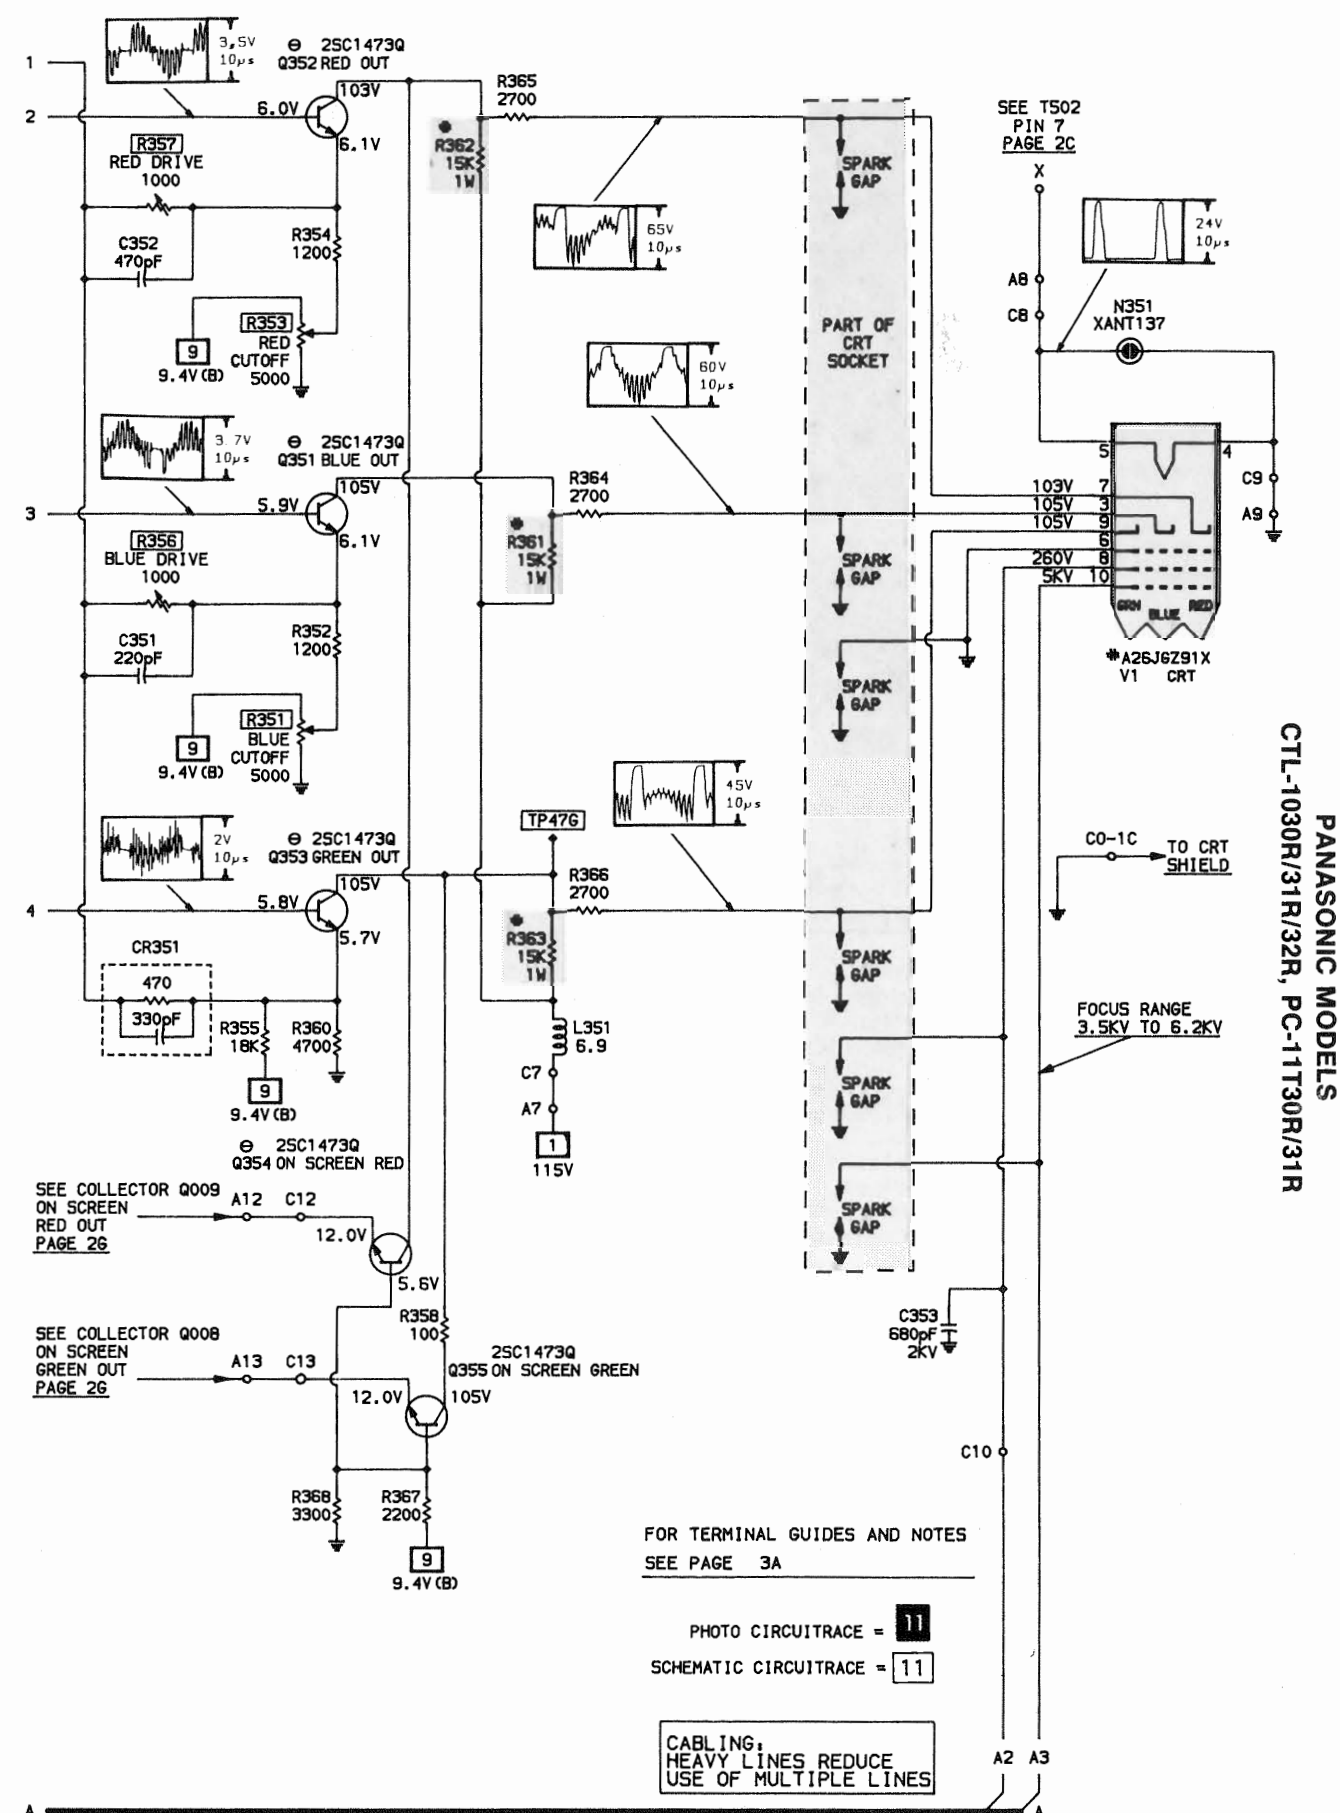 1
3.5V
10µs
⊖ 2SC1473Q
Q352 RED OUT
103V
2
6.0V
6.1V
R357
RED DRIVE
1000
C352
470pF
R354
1200
9
9.4V(B)
R353
RED
CUTOFF
5000
R362
15K
1W
R365
2700
65V
10µs
SPARK
GAP
PART OF
CRT
SOCKET
SEE T502
PIN 7
PAGE 2C
X
24V
10µs
A8
C8
N351
XANT137
60V
10µs
3.7V
10µs
⊖ 2SC1473Q
Q351 BLUE OUT
105V
3
5.9V
6.1V
R356
BLUE DRIVE
1000
C351
220pF
R352
1200
9
9.4V(B)
R351
BLUE
CUTOFF
5000
R364
2700
R361
15K
1W
SPARK
GAP
SPARK
GAP
5
4
C9
A9
103V 7
105V 3
105V 9
6
260V 8
5KV 10
GRN BLUE RED
*A26JGZ91X
V1 CRT
PANASONIC MODELS
CTL-1030R/31R/32R, PC-11T30R/31R
2V
10µs
⊖ 2SC1473Q
Q353 GREEN OUT
105V
4
5.8V
5.7V
TP47G
R366
2700
R363
15K
1W
45V
10µs
SPARK
GAP
CO-1C
TO CRT
SHIELD
CR351
470
330pF
R355
18K
R360
4700
9
9.4V(B)
L351
6.9
C7
A7
1
115V
SPARK
GAP
SPARK
GAP
FOCUS RANGE
3.5KV TO 6.2KV
⊖ 2SC1473Q
Q354 ON SCREEN RED
SEE COLLECTOR Q009
ON SCREEN
RED OUT
PAGE 2G
A12
C12
12.0V
5.6V
R358
100
SEE COLLECTOR Q008
ON SCREEN
GREEN OUT
PAGE 2G
A13
C13
12.0V
105V
2SC1473Q
Q355 ON SCREEN GREEN
C353
680pF
2KV
C10
R368
3300
R367
2200
9
9.4V(B)
FOR TERMINAL GUIDES AND NOTES
SEE PAGE 3A
PHOTO CIRCUITRACE = 11
SCHEMATIC CIRCUITRACE = 11
CABLING:
HEAVY LINES REDUCE
USE OF MULTIPLE LINES
A2 A3
A
A